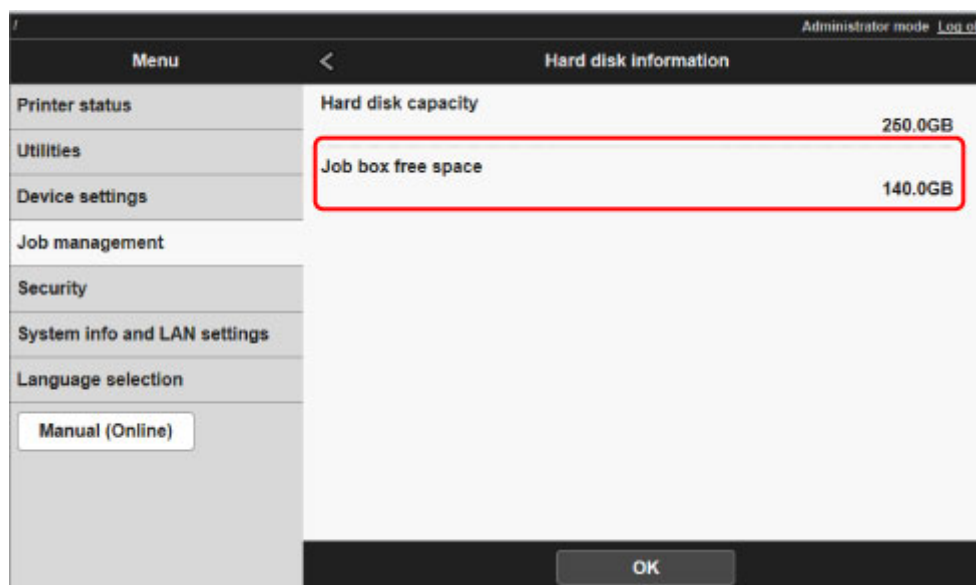 /
Administrator mode Log o
Menu
< Hard disk information
Printer status
Utilities
Device settings
Job management
Security
System info and LAN settings
Language selection
Manual (Online)
Hard disk capacity
250.0GB
Job box free space
140.0GB
OK